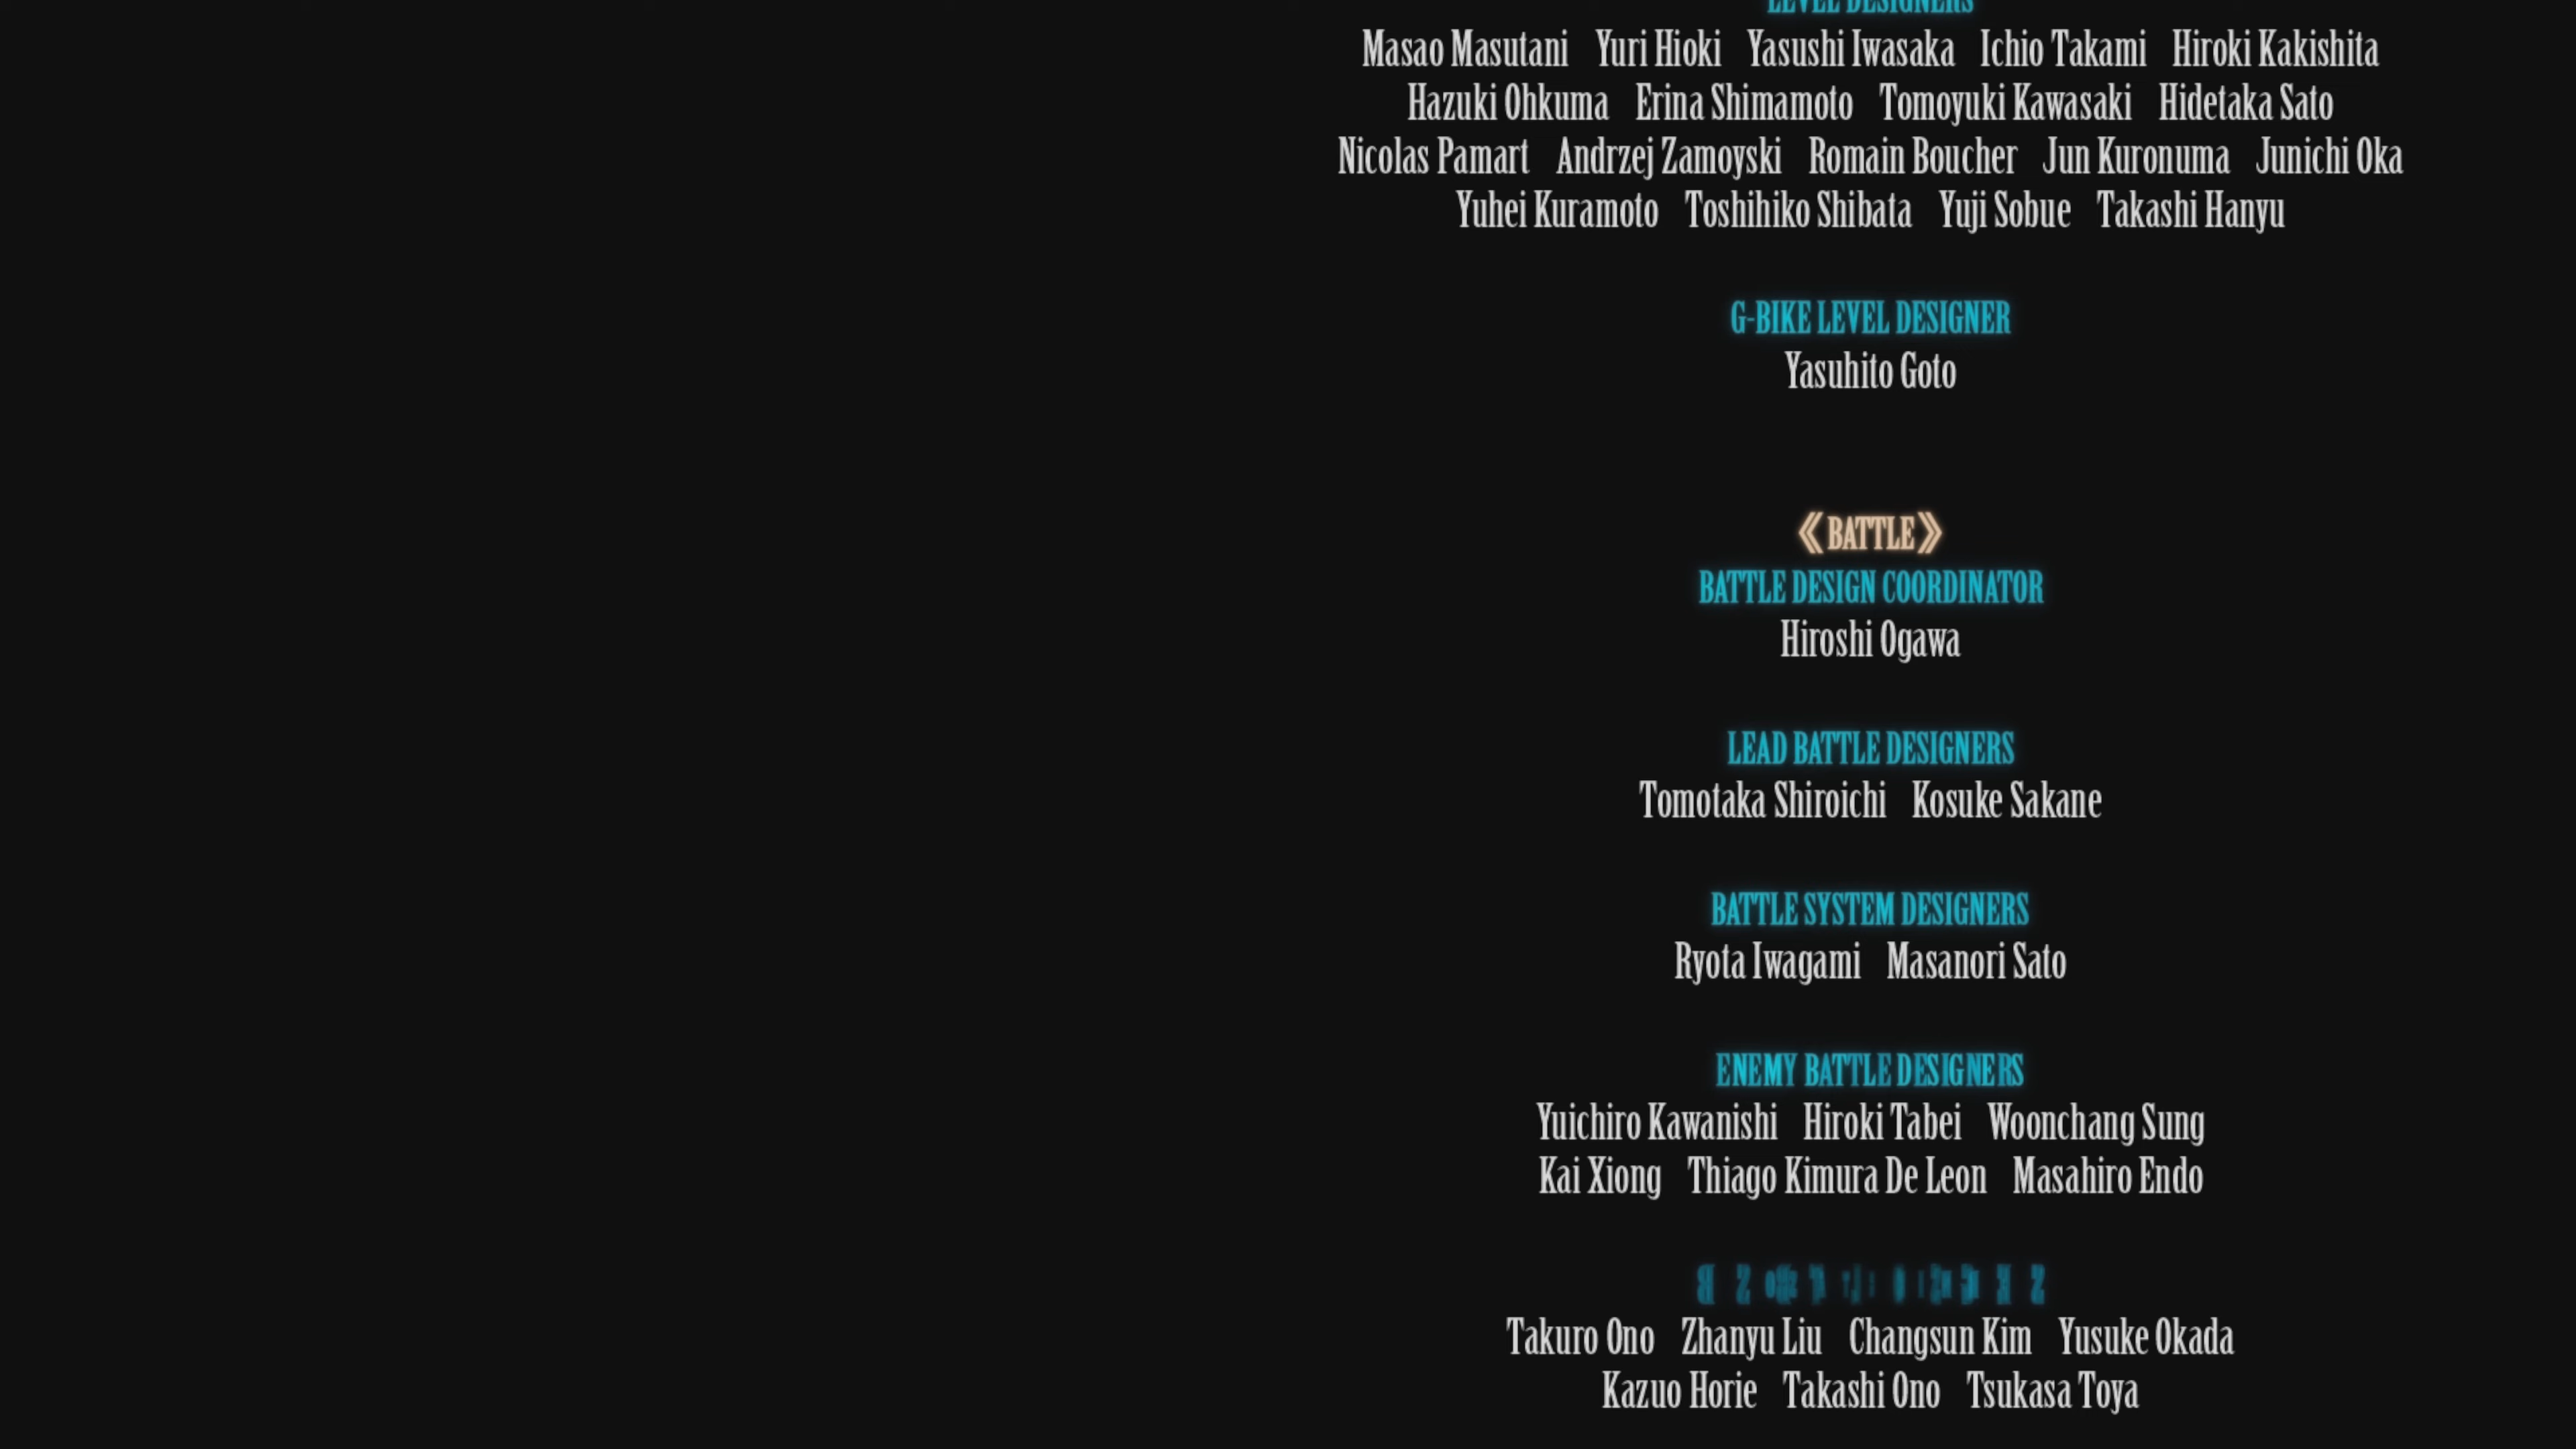 LEVEL DESIGNERS
Masao Masutani Yuri Hioki Yasushi Iwasaka Ichio Takami Hiroki Kakishita
Hazuki Ohkuma Erina Shimamoto Tomoyuki Kawasaki Hidetaka Sato
Nicolas Pamart Andrzej Zamoyski Romain Boucher Jun Kuronuma Junichi Oka
Yuhei Kuramoto Toshihiko Shibata Yuji Sobue Takashi Hanyu
G-BIKE LEVEL DESIGNER
Yasuhito Goto
《BATTLE》
BATTLE DESIGN COORDINATOR
Hiroshi Ogawa
LEAD BATTLE DESIGNERS
Tomotaka Shiroichi Kosuke Sakane
BATTLE SYSTEM DESIGNERS
Ryota Iwagami Masanori Sato
ENEMY BATTLE DESIGNERS
Yuichiro Kawanishi Hiroki Tabei Woonchang Sung
Kai Xiong Thiago Kimura De Leon Masahiro Endo
Takuro Ono Zhanyu Liu Changsun Kim Yusuke Okada
Kazuo Horie Takashi Ono Tsukasa Toya